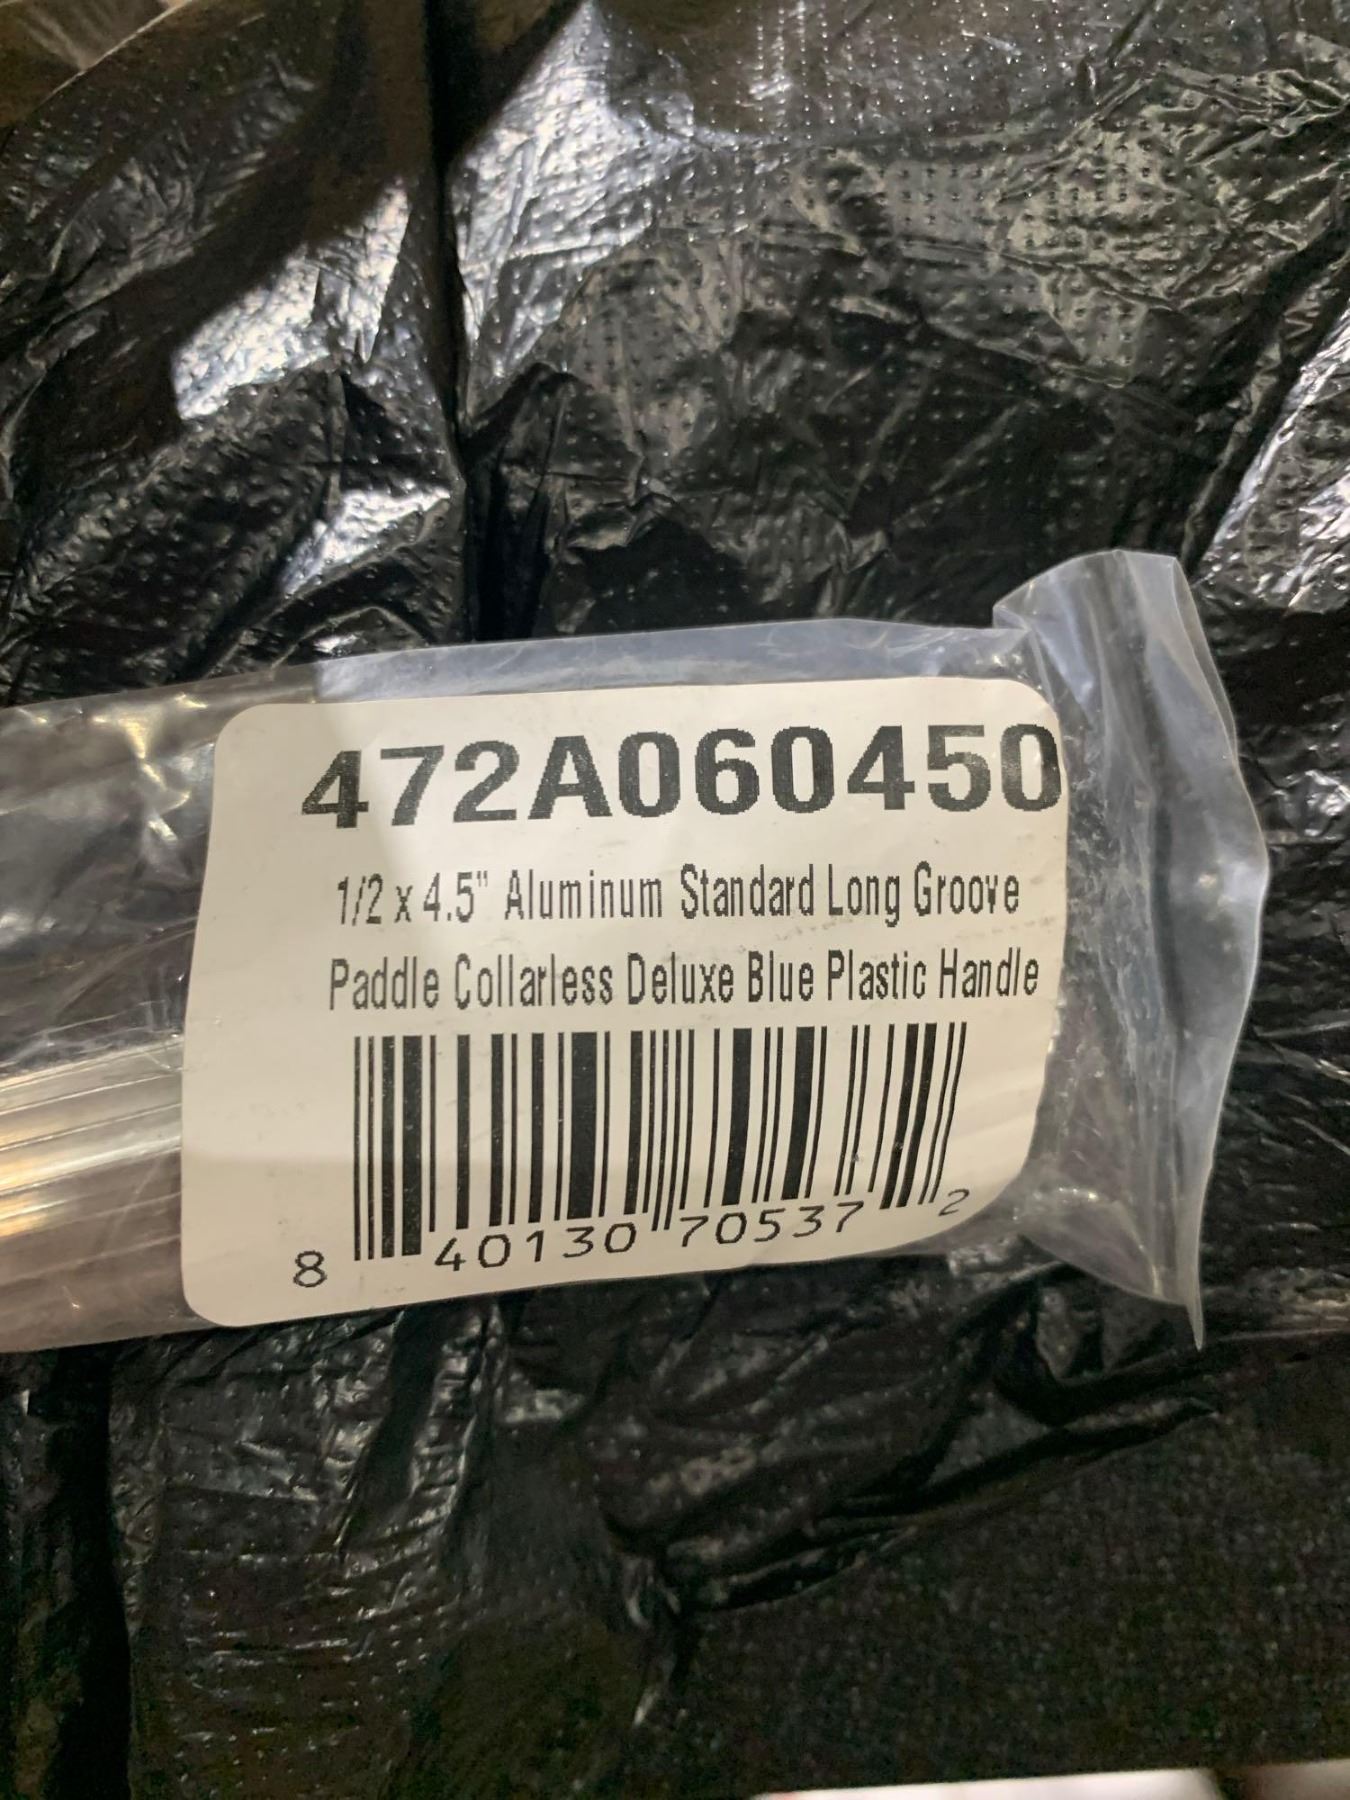 472A060450
1/2 x 4.5" Aluminum Standard Long Groove
Paddle Collarless Deluxe Blue Plastic Handle
8 40130 70537 2